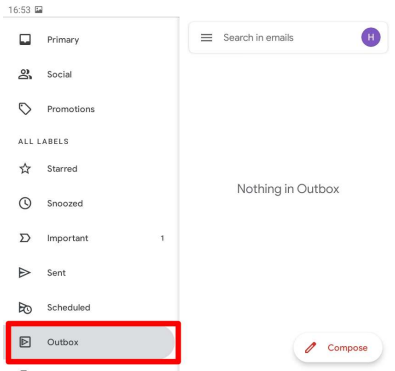 16:53
Primary
Social
Promotions
ALL LABELS
Starred
Snoozed
Important 1
Sent
Scheduled
Outbox
Search in emails H
Nothing in Outbox
Compose